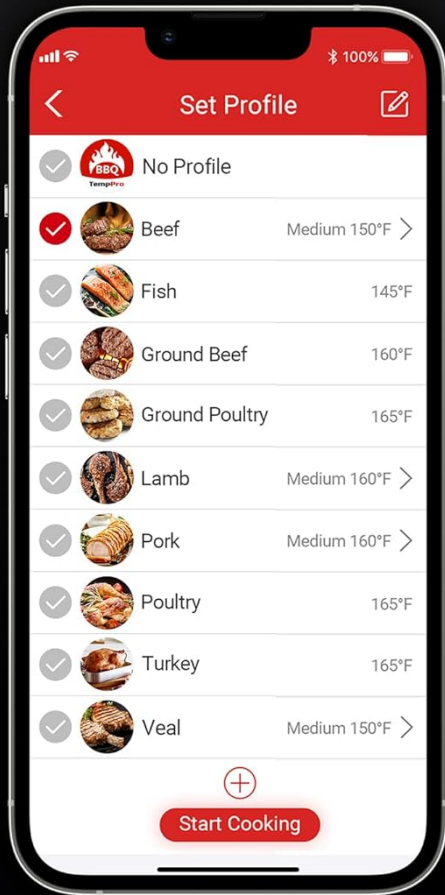 100%
Set Profile
BBQ
TempPro
No Profile
Beef Medium 150°F
Fish 145°F
Ground Beef 160°F
Ground Poultry 165°F
Lamb Medium 160°F
Pork Medium 160°F
Poultry 165°F
Turkey 165°F
Veal Medium 150°F
Start Cooking